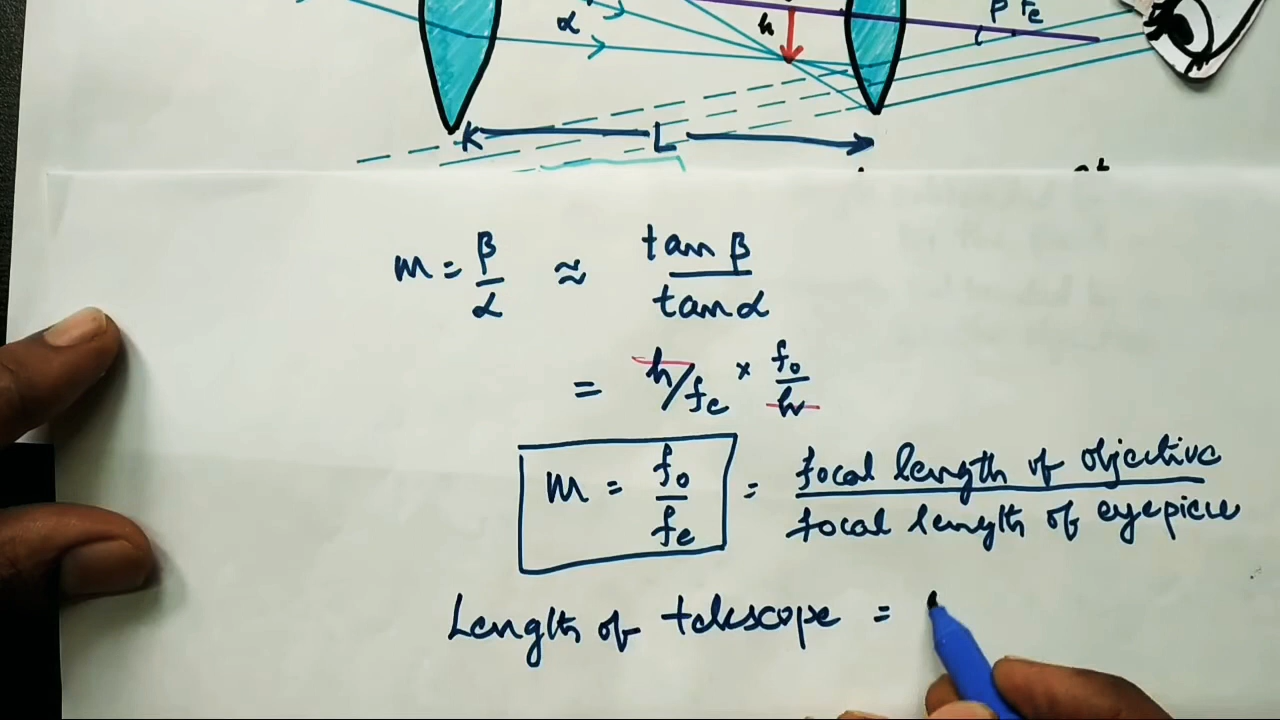 α
h
β fe
L
m = β/α ≈ tan β/tan α
= h/fe × fo/h
m = fo/fe = focal length of objective/focal length of eyepiece
Length of telescope =